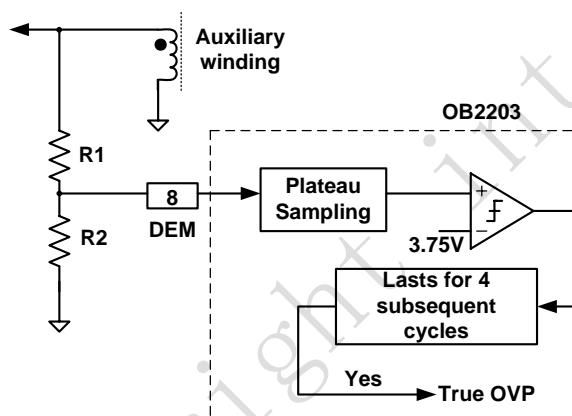 Auxiliary
winding
OB2203
R1
8
DEM
R2
Plateau
Sampling
+
−
3.75V
Lasts for 4
subsequent
cycles
Yes
True OVP